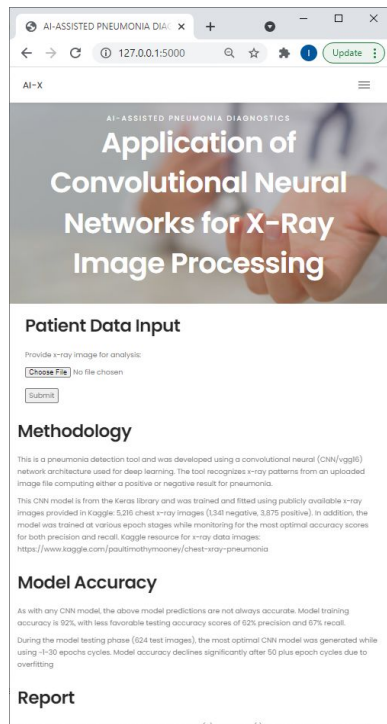 AI-ASSISTED PNEUMONIA DIAG
127.0.0.1:5000
Update
AI-X
AI-ASSISTED PNEUMONIA DIAGNOSTICS
Application of
Convolutional Neural
Networks for X-Ray
Image Processing
Patient Data Input
Provide x-ray image for analysis:
Choose File No file chosen
Submit
Methodology
This is a pneumonia detection tool and was developed using a convolutional neural (CNN/vgg16)
network architecture used for deep learning. The tool recognizes x-ray patterns from an uploaded
image file computing either a positive or negative result for pneumonia.
This CNN model is from the Keras library and was trained and fitted using publicly available x-ray
images provided in Kaggle: 5,216 chest x-ray images (1,341 negative, 3,875 positive). In addition, the
model was trained at various epoch stages while monitoring for the most optimal accuracy scores
for both precision and recall. Kaggle resource for x-ray data images:
https://www.kaggle.com/paultimothymooney/chest-xray-pneumonia
Model Accuracy
As with any CNN model, the above model predictions are not always accurate. Model training
accuracy is 92%, with less favorable testing accuracy scores of 62% precision and 67% recall.
During the model testing phase (624 test images), the most optimal CNN model was generated while
using ~1-30 epochs cycles. Model accuracy declines significantly after 50 plus epoch cycles due to
overfitting
Report